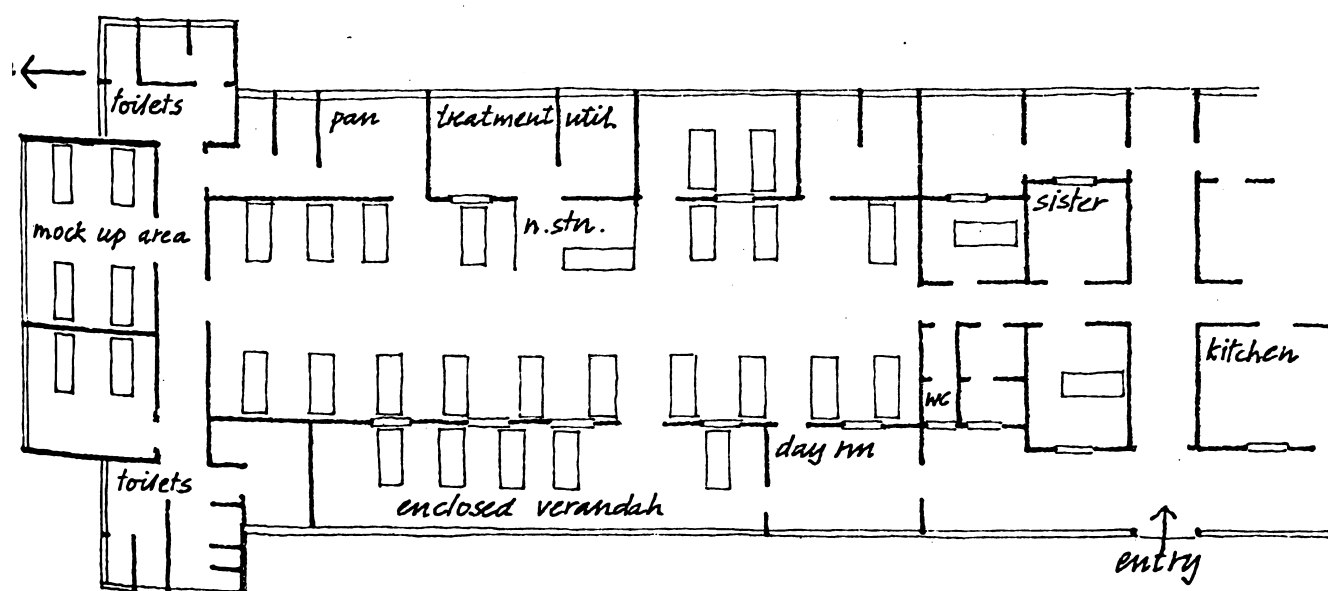 toilets
pan
treatment util.
n. stn.
sister
mock up area
kitchen
wc
day rm
toilets
enclosed verandah
entry